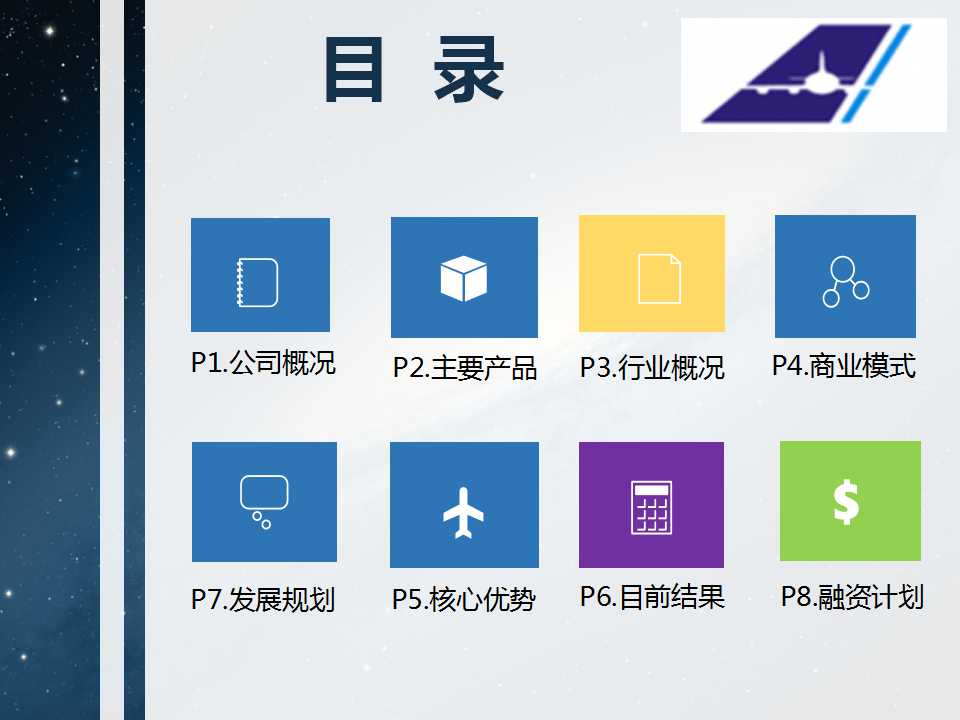 目 录
P1.公司概况
P2.主要产品
P3.行业概况
P4.商业模式
P7.发展规划
P5.核心优势
P6.目前结果
P8.融资计划